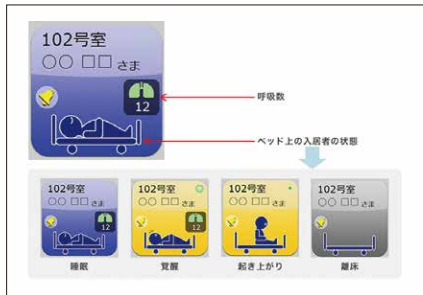 102号室
○○ □□ さま
12
呼吸数
ベッド上の入居者の状態
102号室
○○ □□ さま
12
睡眠
102号室
○○ □□ さま
12
覚醒
102号室
○○ □□ さま
起き上がり
102号室
○○ □□ さま
離床